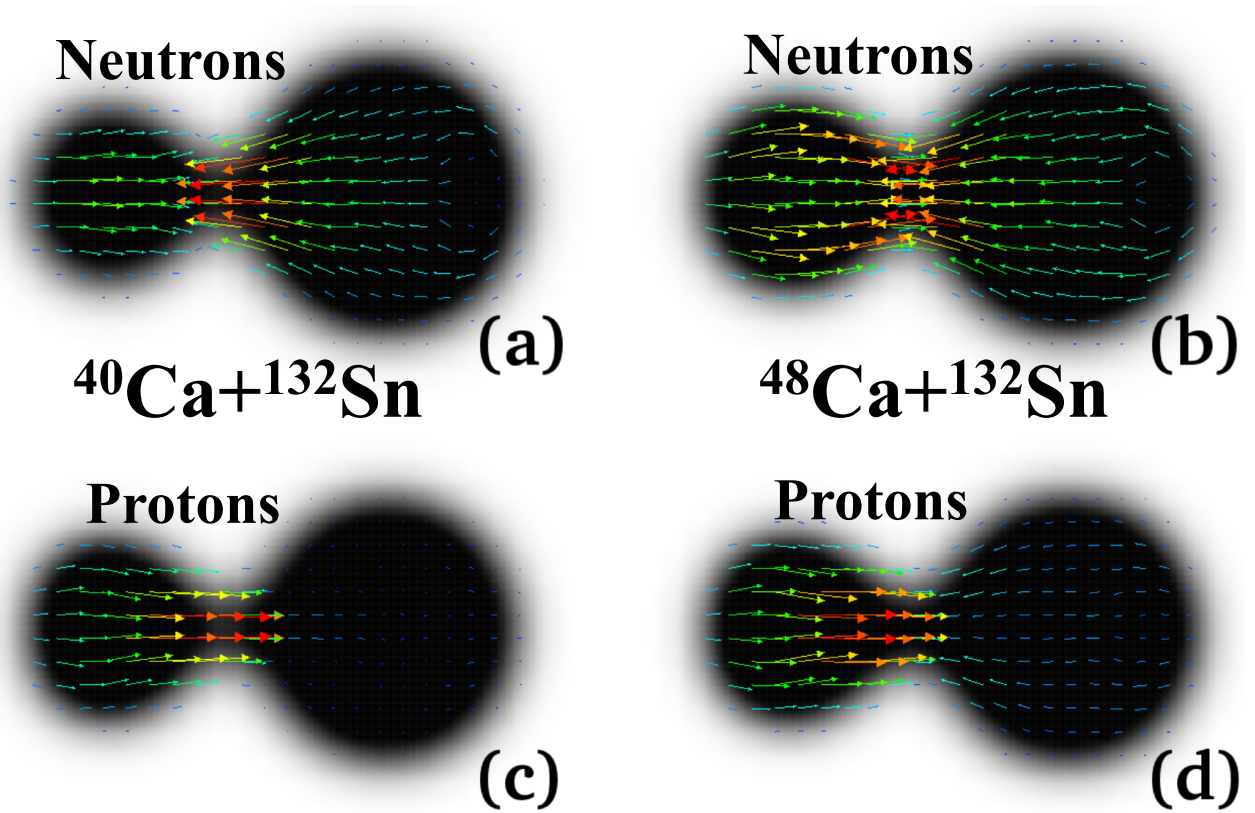 Neutrons
(a)
⁴⁰Ca+¹³²Sn
Neutrons
(b)
⁴⁸Ca+¹³²Sn
Protons
(c)
Protons
(d)